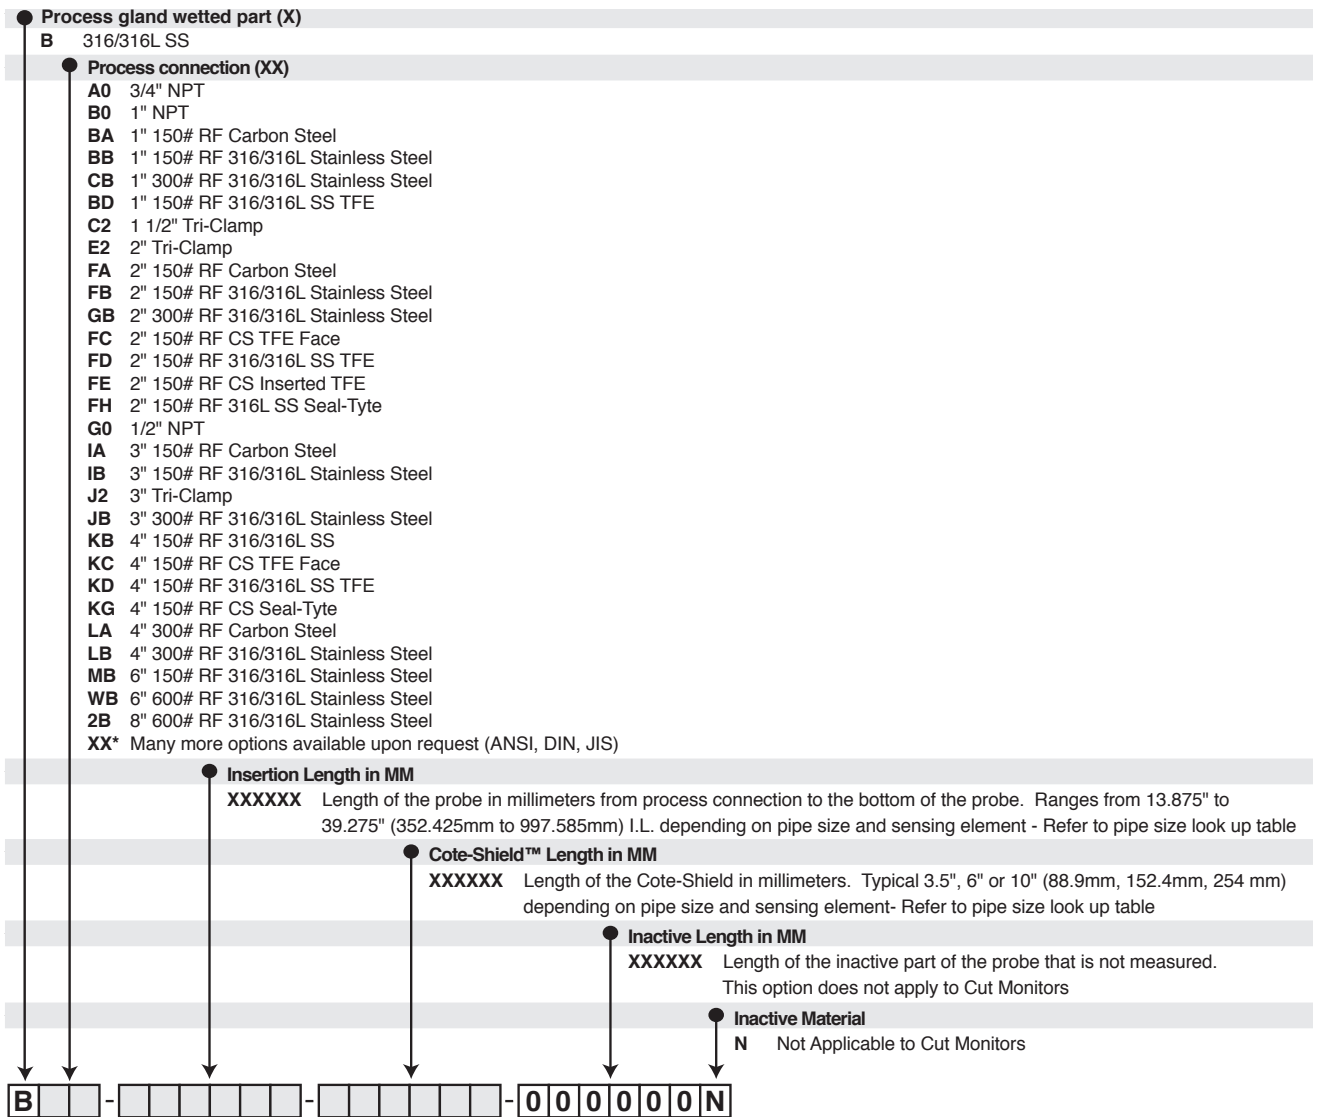 Process gland wetted part (X)
B 316/316L SS
Process connection (XX)
A0 3/4" NPT
B0 1" NPT
BA 1" 150# RF Carbon Steel
BB 1" 150# RF 316/316L Stainless Steel
CB 1" 300# RF 316/316L Stainless Steel
BD 1" 150# RF 316/316L SS TFE
C2 1 1/2" Tri-Clamp
E2 2" Tri-Clamp
FA 2" 150# RF Carbon Steel
FB 2" 150# RF 316/316L Stainless Steel
GB 2" 300# RF 316/316L Stainless Steel
FC 2" 150# RF CS TFE Face
FD 2" 150# RF 316/316L SS TFE
FE 2" 150# RF CS Inserted TFE
FH 2" 150# RF 316L SS Seal-Tyte
G0 1/2" NPT
IA 3" 150# RF Carbon Steel
IB 3" 150# RF 316/316L Stainless Steel
J2 3" Tri-Clamp
JB 3" 300# RF 316/316L Stainless Steel
KB 4" 150# RF 316/316L SS
KC 4" 150# RF CS TFE Face
KD 4" 150# RF 316/316L SS TFE
KG 4" 150# RF CS Seal-Tyte
LA 4" 300# RF Carbon Steel
LB 4" 300# RF 316/316L Stainless Steel
MB 6" 150# RF 316/316L Stainless Steel
WB 6" 600# RF 316/316L Stainless Steel
2B 8" 600# RF 316/316L Stainless Steel
XX* Many more options available upon request (ANSI, DIN, JIS)
Insertion Length in MM
XXXXXX Length of the probe in millimeters from process connection to the bottom of the probe. Ranges from 13.875" to
39.275" (352.425mm to 997.585mm) I.L. depending on pipe size and sensing element - Refer to pipe size look up table
Cote-Shield™ Length in MM
XXXXXX Length of the Cote-Shield in millimeters. Typical 3.5", 6" or 10" (88.9mm, 152.4mm, 254 mm)
depending on pipe size and sensing element- Refer to pipe size look up table
Inactive Length in MM
XXXXXX Length of the inactive part of the probe that is not measured.
This option does not apply to Cut Monitors
Inactive Material
N Not Applicable to Cut Monitors
B - - - 000000N